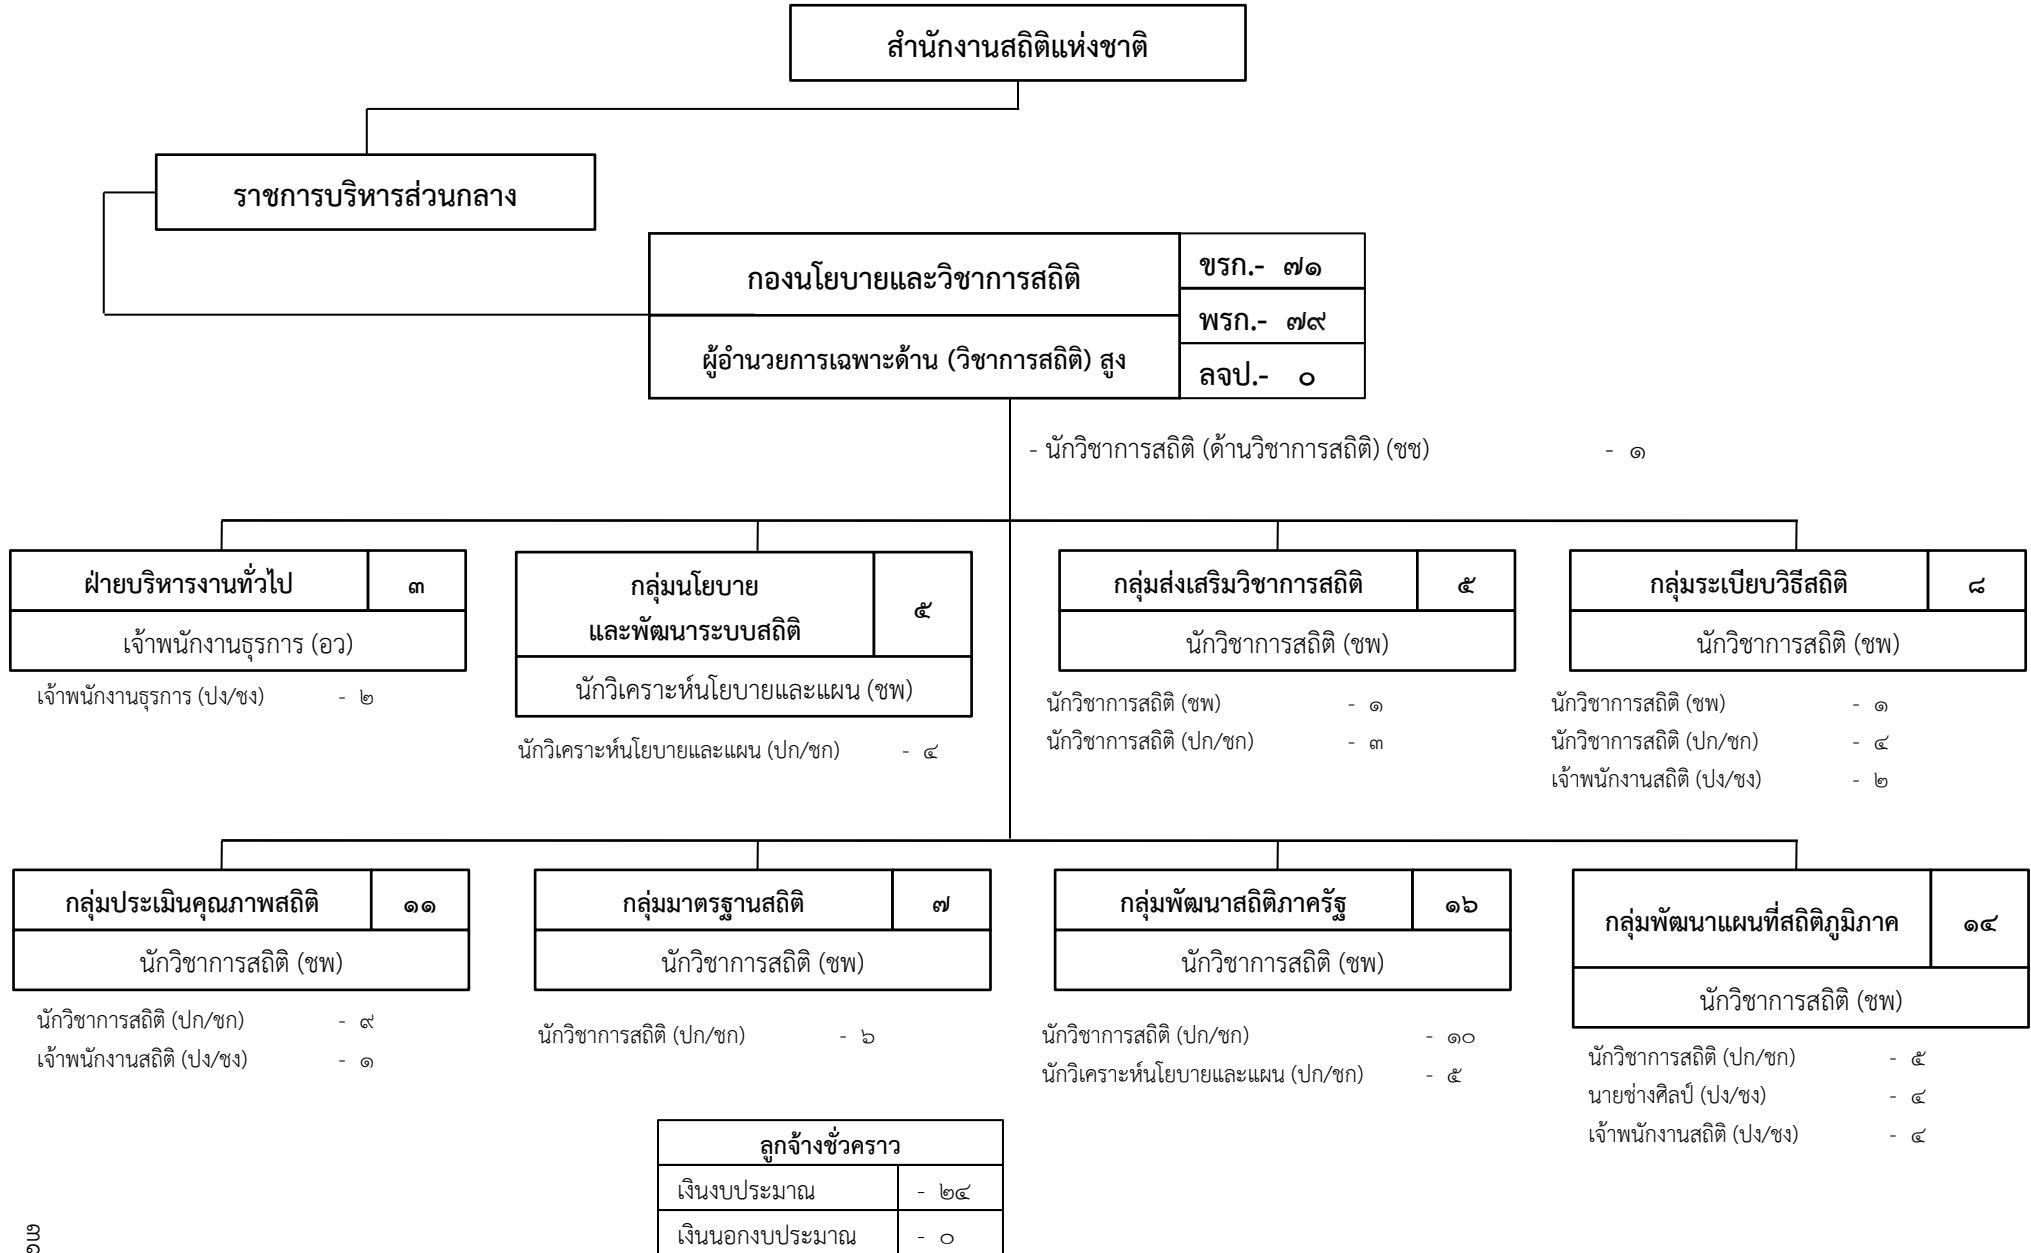 สำนักงานสถิติแห่งชาติ
ราชการบริหารส่วนกลาง
กองนโยบายและวิชาการสถิติ
ขรก.- ๗๑
พรก.- ๗๙
ผู้อำนวยการเฉพาะด้าน (วิชาการสถิติ) สูง
ลจป.- ๐
- นักวิชาการสถิติ (ด้านวิชาการสถิติ) (ชช) - ๑
ฝ่ายบริหารงานทั่วไป ๓
เจ้าพนักงานธุรการ (อว)
เจ้าพนักงานธุรการ (ปง/ชง) - ๒
กลุ่มนโยบาย
และพัฒนาระบบสถิติ ๕
นักวิเคราะห์นโยบายและแผน (ชพ)
นักวิเคราะห์นโยบายและแผน (ปก/ชก) - ๔
กลุ่มส่งเสริมวิชาการสถิติ ๕
นักวิชาการสถิติ (ชพ)
นักวิชาการสถิติ (ชพ) - ๑
นักวิชาการสถิติ (ปก/ชก) - ๓
กลุ่มระเบียบวิธีสถิติ ๘
นักวิชาการสถิติ (ชพ)
นักวิชาการสถิติ (ชพ) - ๑
นักวิชาการสถิติ (ปก/ชก) - ๔
เจ้าพนักงานสถิติ (ปง/ชง) - ๒
กลุ่มประเมินคุณภาพสถิติ ๑๑
นักวิชาการสถิติ (ชพ)
นักวิชาการสถิติ (ปก/ชก) - ๙
เจ้าพนักงานสถิติ (ปง/ชง) - ๑
กลุ่มมาตรฐานสถิติ ๗
นักวิชาการสถิติ (ชพ)
นักวิชาการสถิติ (ปก/ชก) - ๖
กลุ่มพัฒนาสถิติภาครัฐ ๑๖
นักวิชาการสถิติ (ชพ)
นักวิชาการสถิติ (ปก/ชก) - ๑๐
นักวิเคราะห์นโยบายและแผน (ปก/ชก) - ๕
กลุ่มพัฒนาแผนที่สถิติภูมิภาค ๑๔
นักวิชาการสถิติ (ชพ)
นักวิชาการสถิติ (ปก/ชก) - ๕
นายช่างศิลป์ (ปง/ชง) - ๔
เจ้าพนักงานสถิติ (ปง/ชง) - ๔
ลูกจ้างชั่วคราว
เงินงบประมาณ - ๒๔
เงินนอกงบประมาณ - ๐